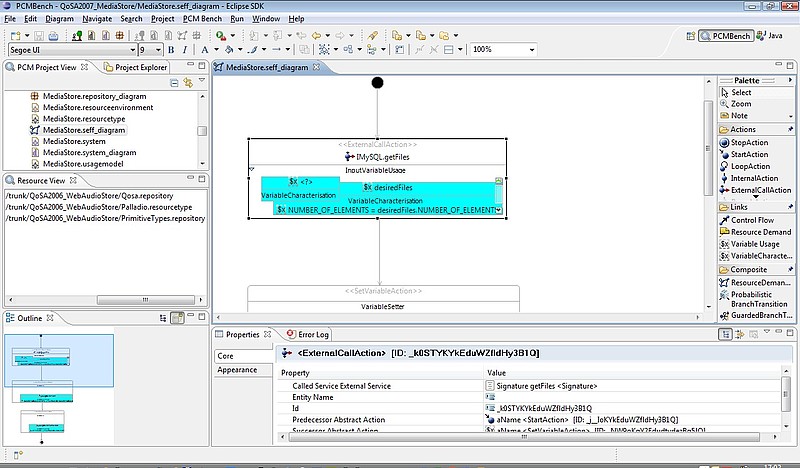 PCMBench - QoSA2007_MediaStore/MediaStore.seff_diagram - Eclipse SDK
File Edit Diagram Navigate Search Project PCM Bench Run Window Help
PCMBench Java
Segoe UI 9 B I A 100%
PCM Project View Project Explorer
MediaStore.repository_diagram
MediaStore.resourceenvironment
MediaStore.resourcetype
MediaStore.seff_diagram
MediaStore.system
MediaStore.system_diagram
MediaStore.usagemodel
Resource View
/trunk/QoSA2006_WebAudioStore/Qosa.repository
/trunk/QoSA2006_WebAudioStore/Palladio.resourcetype
/trunk/QoSA2006_WebAudioStore/PrimitiveTypes.repository
Outline
MediaStore.seff_diagram
<<ExternalCallAction>>
IMySQL.getFiles
InputVariableUsage
<?>
desiredFiles
VariableCharacterisation
VariableCharacterisation
NUMBER_OF_ELEMENTS = desiredFiles.NUMBER_OF_ELEMENTS
<<SetVariableAction>>
VariableSetter
Palette
Select
Zoom
Note
Actions
StopAction
StartAction
LoopAction
InternalAction
ExternalCallAction
Links
Control Flow
Resource Demand
Variable Usage
VariableCharacte...
Composite
ResourceDeman...
Probabilistic
BranchTransition
GuardedBranchT...
Properties Error Log
Core
Appearance
<ExternalCallAction> [ID: _k0STYKYkEduWZfIdHy3B1Q]
Property Value
Called Service External Service Signature getFiles <Signature>
Entity Name
Id _k0STYKYkEduWZfIdHy3B1Q
Predecessor Abstract Action aName <StartAction> [ID: _j__IoKYkEduWZfIdHy3B1Q]
Successor Abstract Action aName <SetVariableAction>